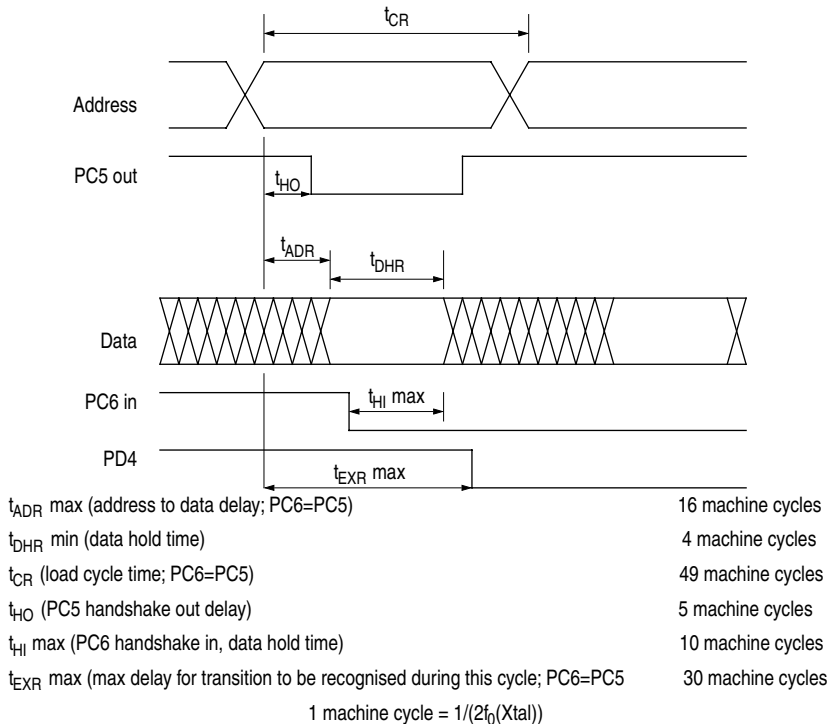 tCR
Address
PC5 out
tHO
tADR
tDHR
Data
PC6 in
tHI max
PD4
tEXR max
tADR max (address to data delay; PC6=PC5) 16 machine cycles
tDHR min (data hold time) 4 machine cycles
tCR (load cycle time; PC6=PC5) 49 machine cycles
tHO (PC5 handshake out delay) 5 machine cycles
tHI max (PC6 handshake in, data hold time) 10 machine cycles
tEXR max (max delay for transition to be recognised during this cycle; PC6=PC5 30 machine cycles
1 machine cycle = 1/(2f0(Xtal))